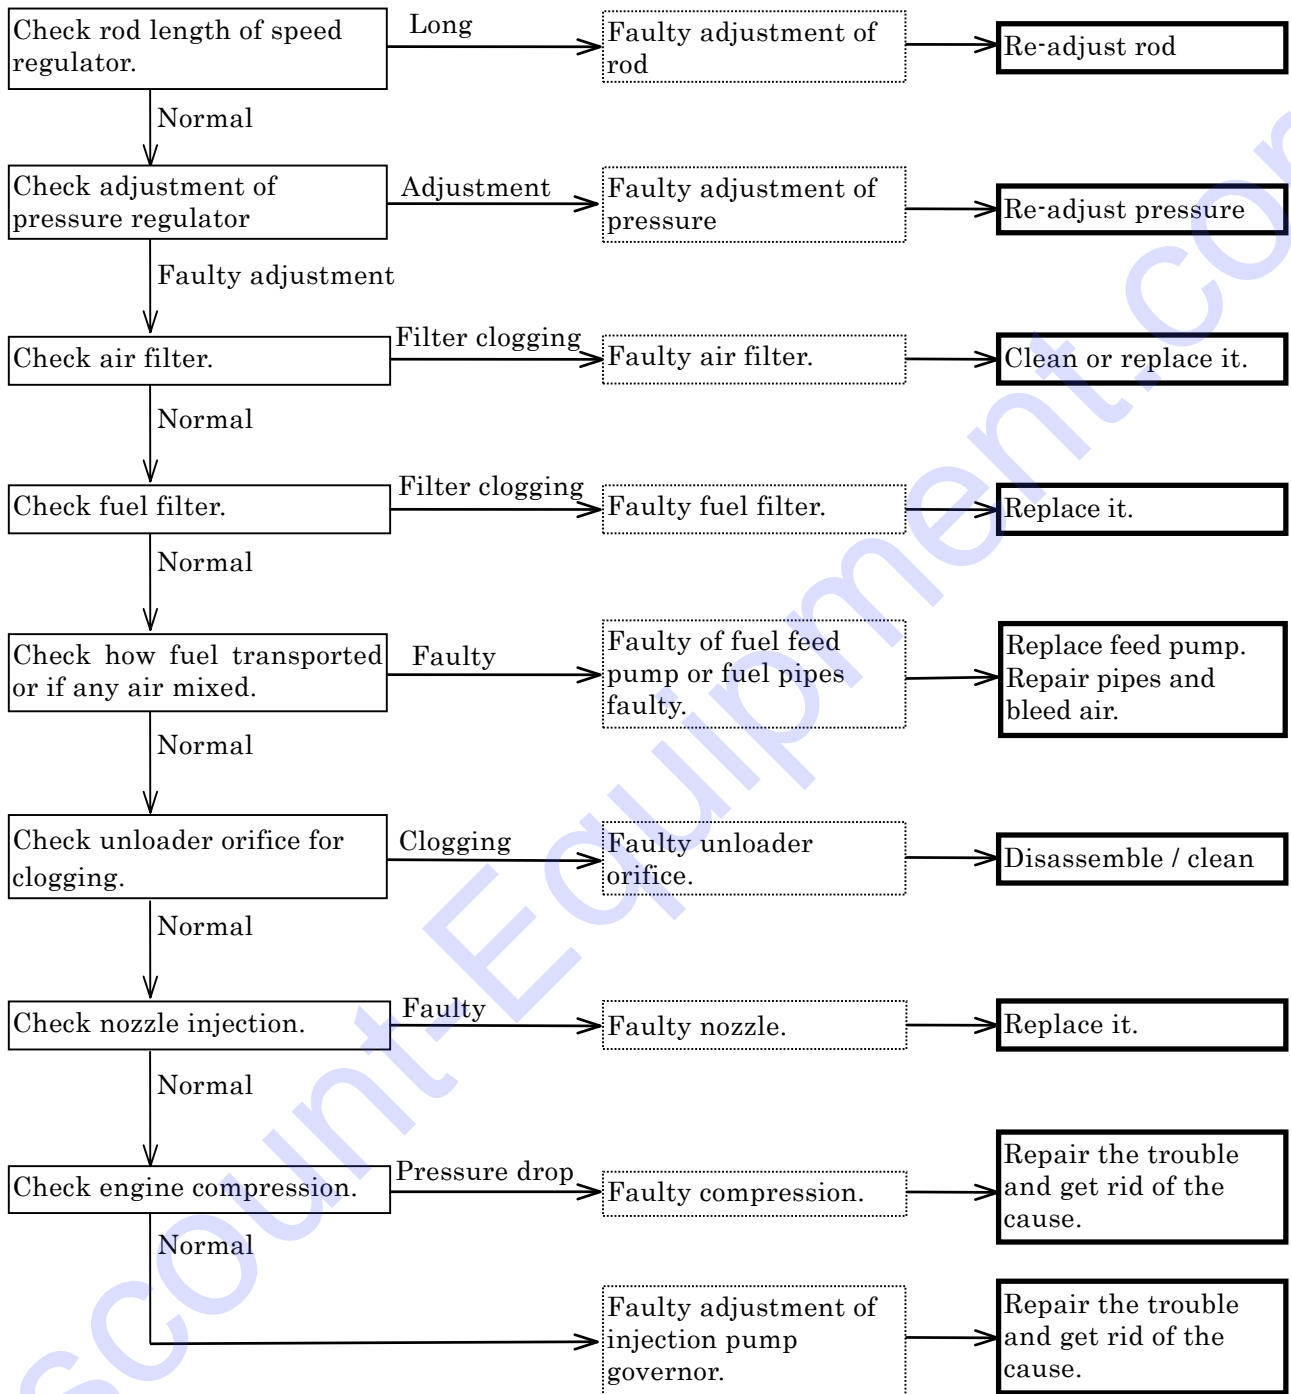 Check rod length of speed
regulator.
Long
Faulty adjustment of
rod
Re-adjust rod
Normal
Check adjustment of
pressure regulator
Adjustment
Faulty adjustment of
pressure
Re-adjust pressure
Faulty adjustment
Check air filter.
Filter clogging
Faulty air filter.
Clean or replace it.
Normal
Check fuel filter.
Filter clogging
Faulty fuel filter.
Replace it.
Normal
Check how fuel transported
or if any air mixed.
Faulty
Faulty of fuel feed
pump or fuel pipes
faulty.
Replace feed pump.
Repair pipes and
bleed air.
Normal
Check unloader orifice for
clogging.
Clogging
Faulty unloader
orifice.
Disassemble / clean
Normal
Check nozzle injection.
Faulty
Faulty nozzle.
Replace it.
Normal
Check engine compression.
Pressure drop
Faulty compression.
Repair the trouble
and get rid of the
cause.
Normal
Faulty adjustment of
injection pump
governor.
Repair the trouble
and get rid of the
cause.
scount-Equipment.co